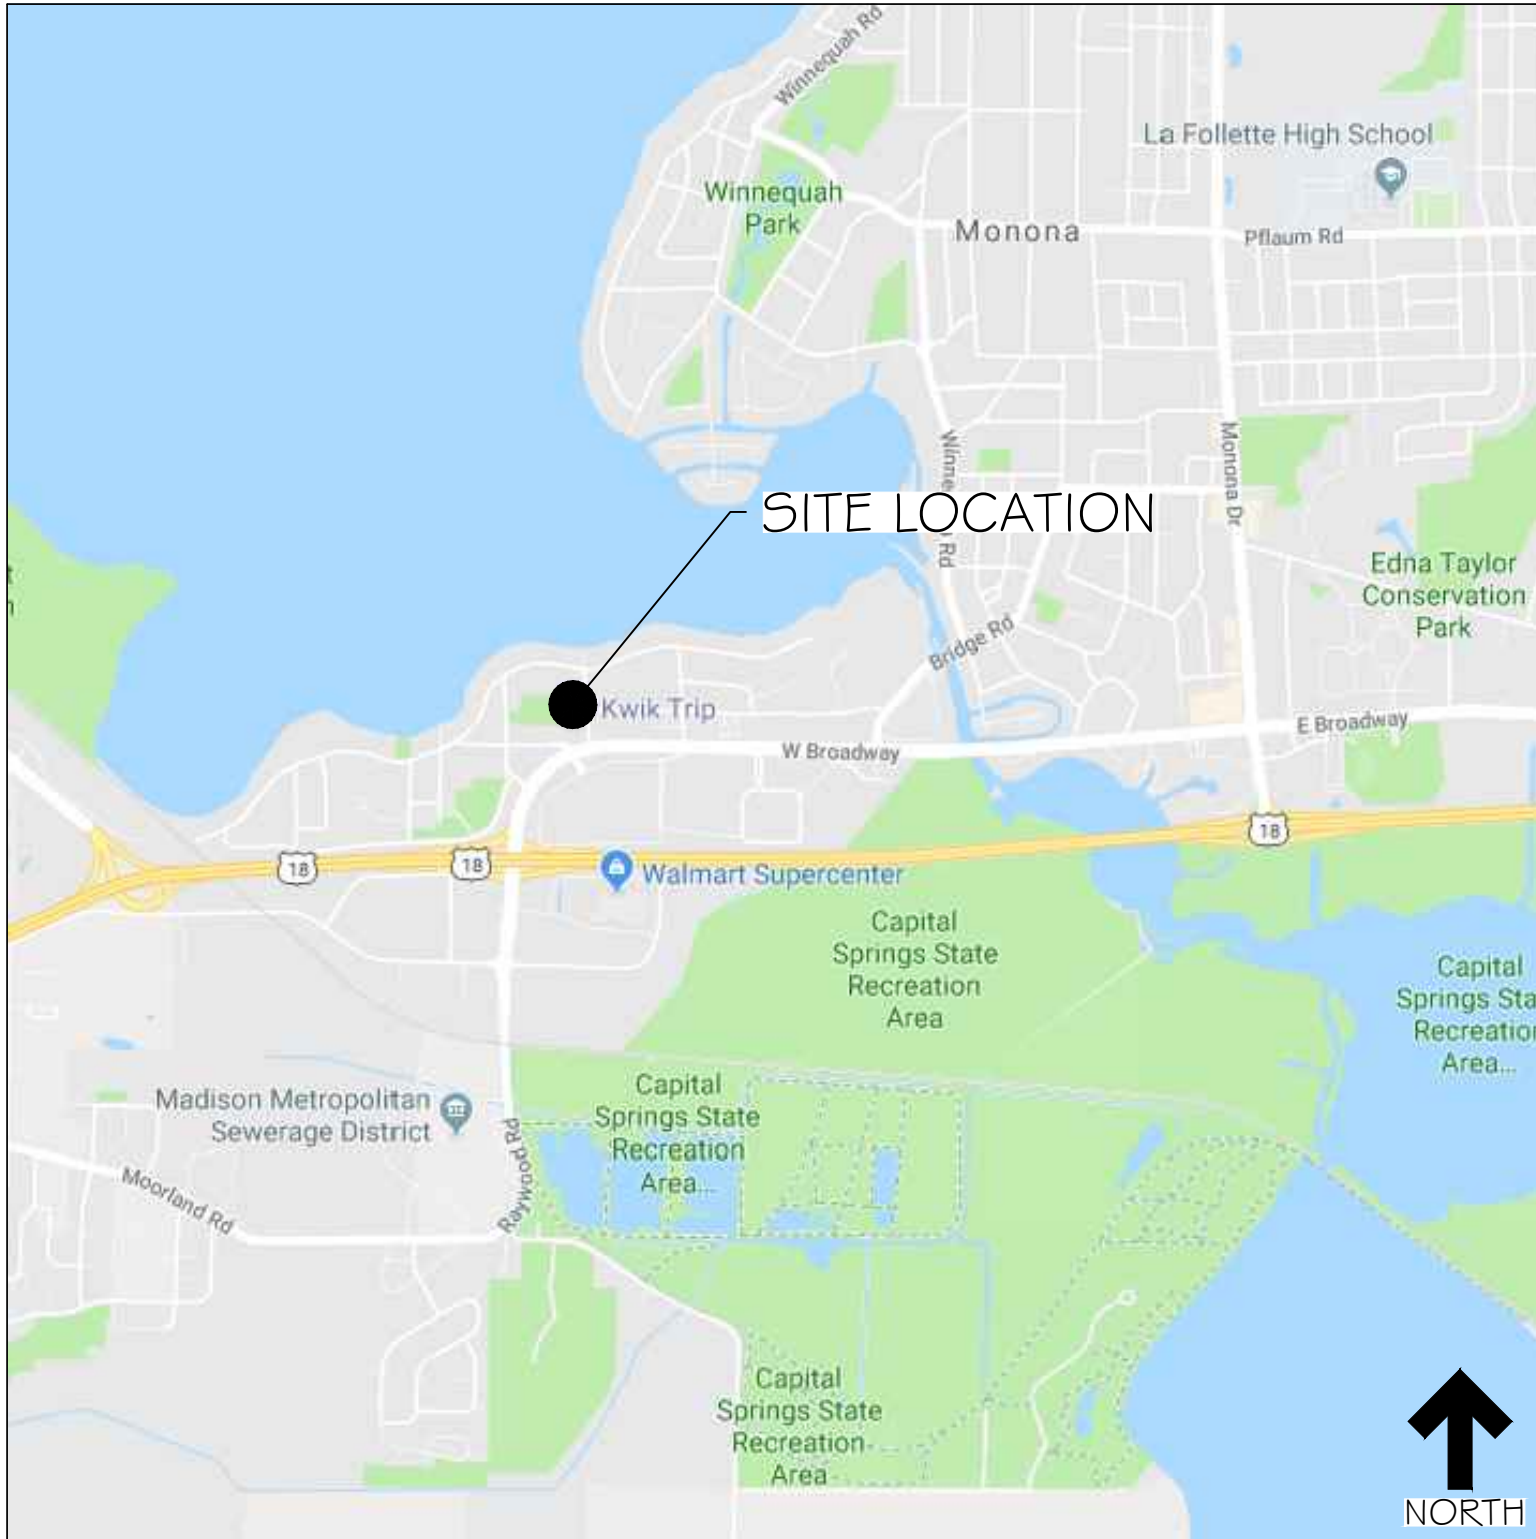 Winnequah Rd
La Follette High School
Winnequah
Park
Monona
Pflaum Rd
Monona Dr
SITE LOCATION
Rd
Edna Taylor
Conservation
Park
Bridge Rd
Kwik Trip
E Broadway
W Broadway
18
18
18
Walmart Supercenter
Capital
Springs State
Recreation
Area
Capital
Recreation
Springs
Area...
Capital
Springs State
Recreation
Area...
Madison Metropolitan
Sewerage District
Raywood Rd
Moorland Rd
Capital
Springs State
Recreation
Area
NORTH